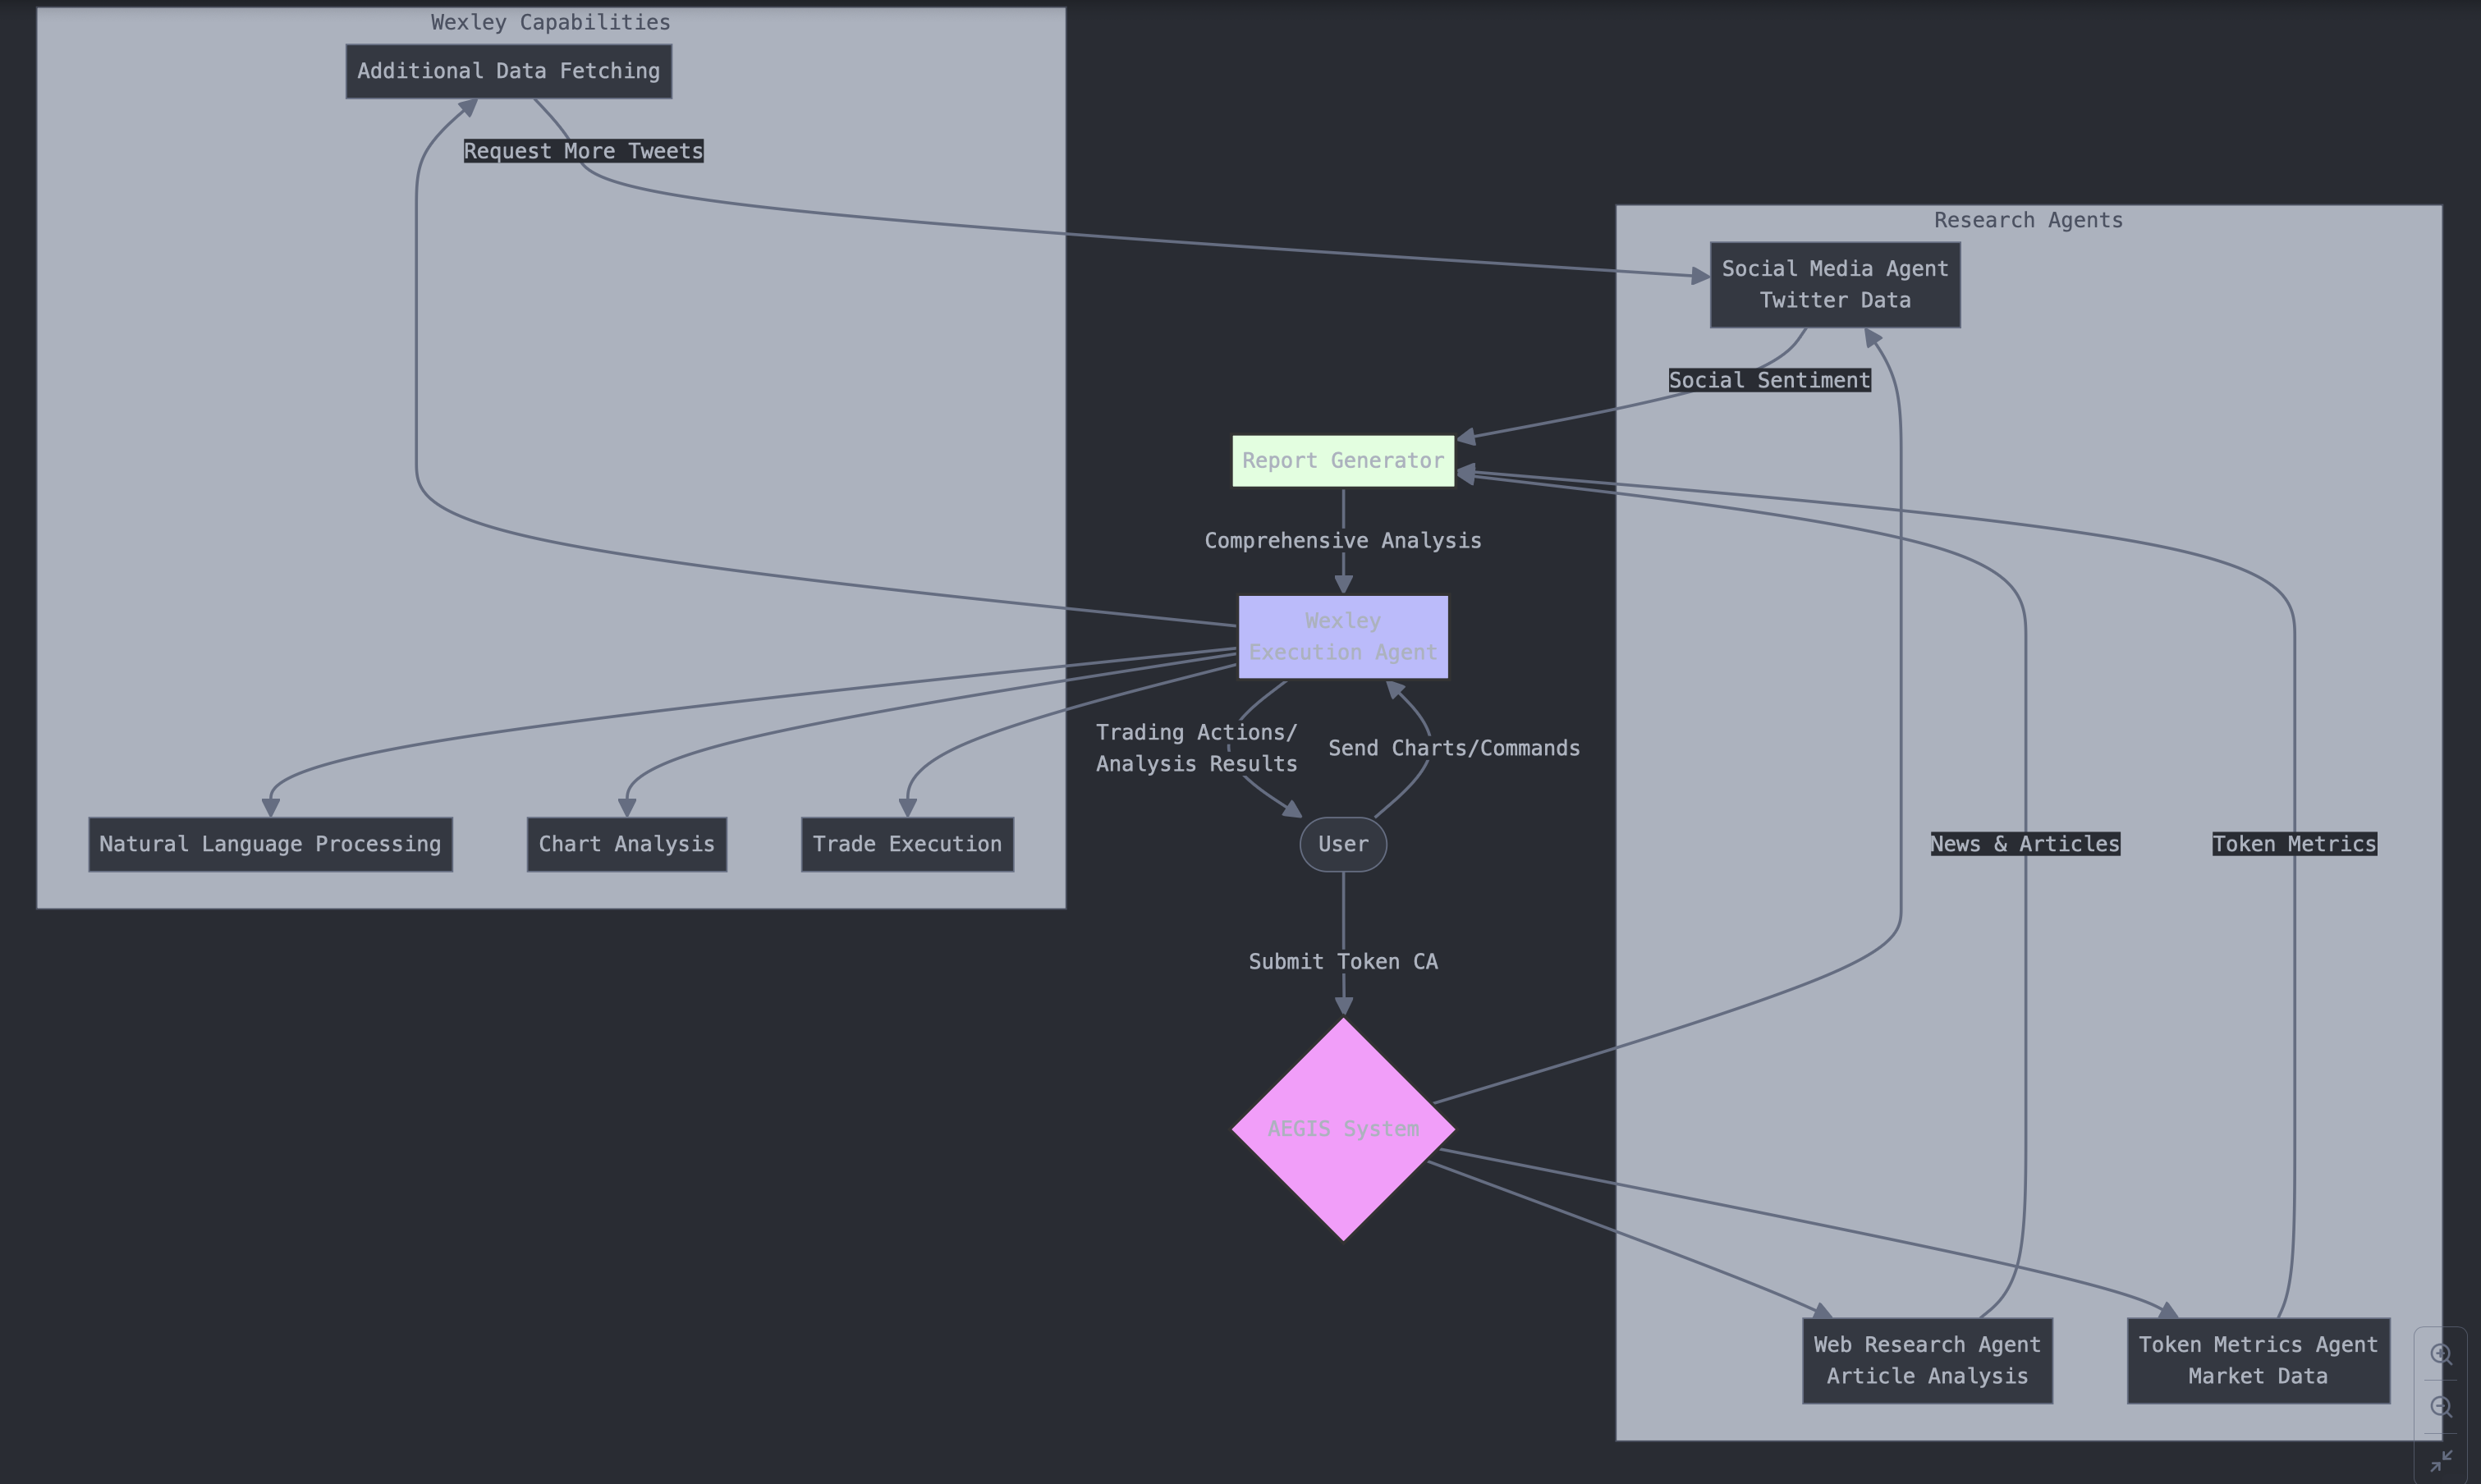 Wexley Capabilities
Additional Data Fetching
Request More Tweets
Research Agents
Social Media Agent
Twitter Data
Social Sentiment
Report Generator
Comprehensive Analysis
Wexley
Execution Agent
Trading Actions/
Analysis Results
Send Charts/Commands
Natural Language Processing
Chart Analysis
Trade Execution
User
News & Articles
Token Metrics
Submit Token CA
AEGIS System
Web Research Agent
Article Analysis
Token Metrics Agent
Market Data